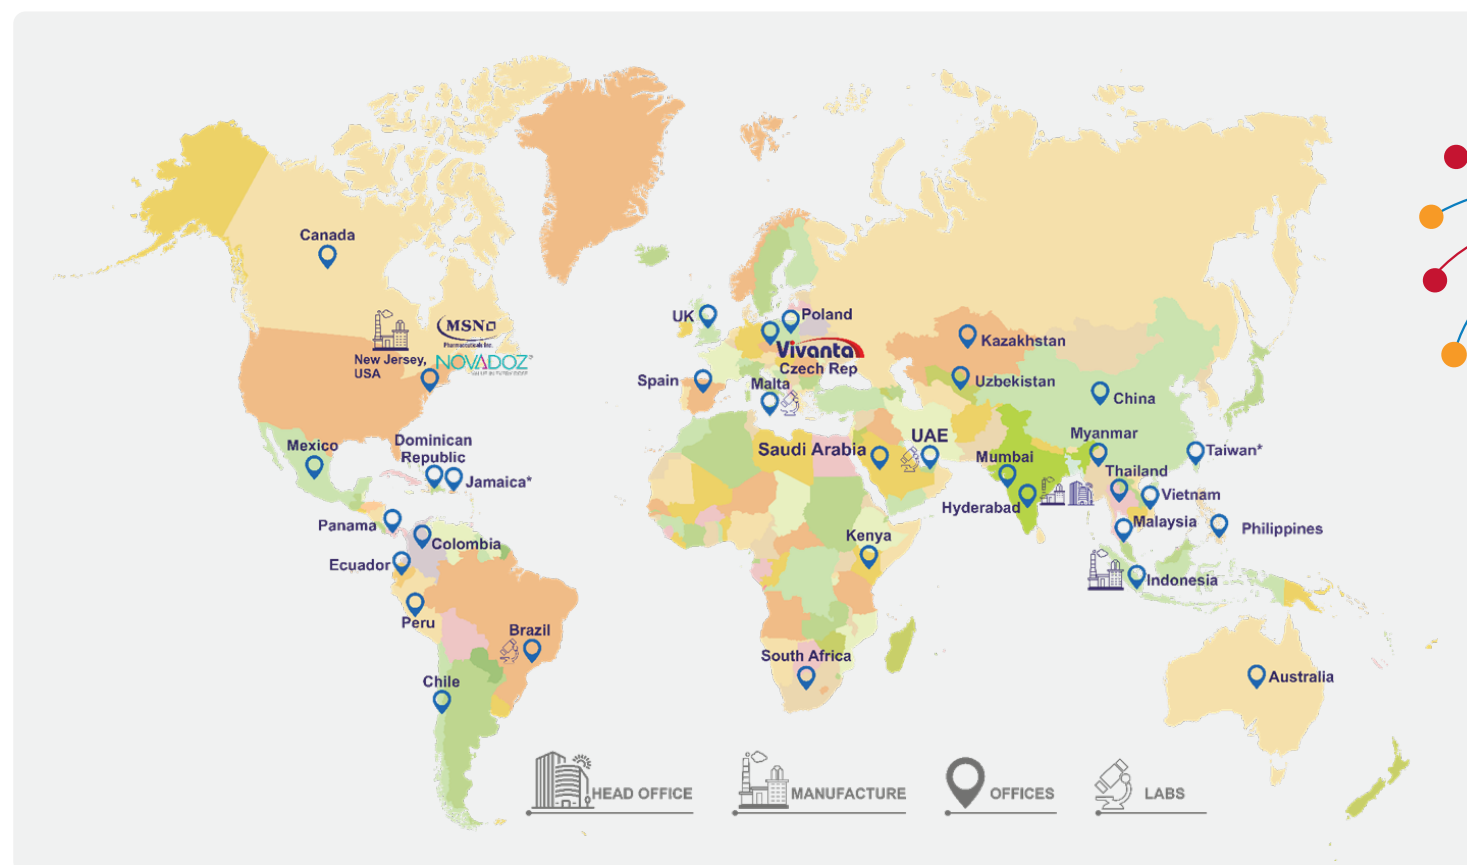 Canada
MSN
Pharmaceuticals Inc.
New Jersey,
USA
NOVADOZ
UK
Poland
Vivanta
Czech Rep
Spain
Malta
Kazakhstan
Uzbekistan
China
Mexico
Dominican
Republic
Jamaica*
Saudi Arabia
UAE
Mumbai
Hyderabad
Myanmar
Taiwan*
Thailand
Vietnam
Malaysia
Philippines
Indonesia
Panama
Colombia
Ecuador
Peru
Brazil
Chile
Kenya
South Africa
Australia
HEAD OFFICE
MANUFACTURE
OFFICES
LABS